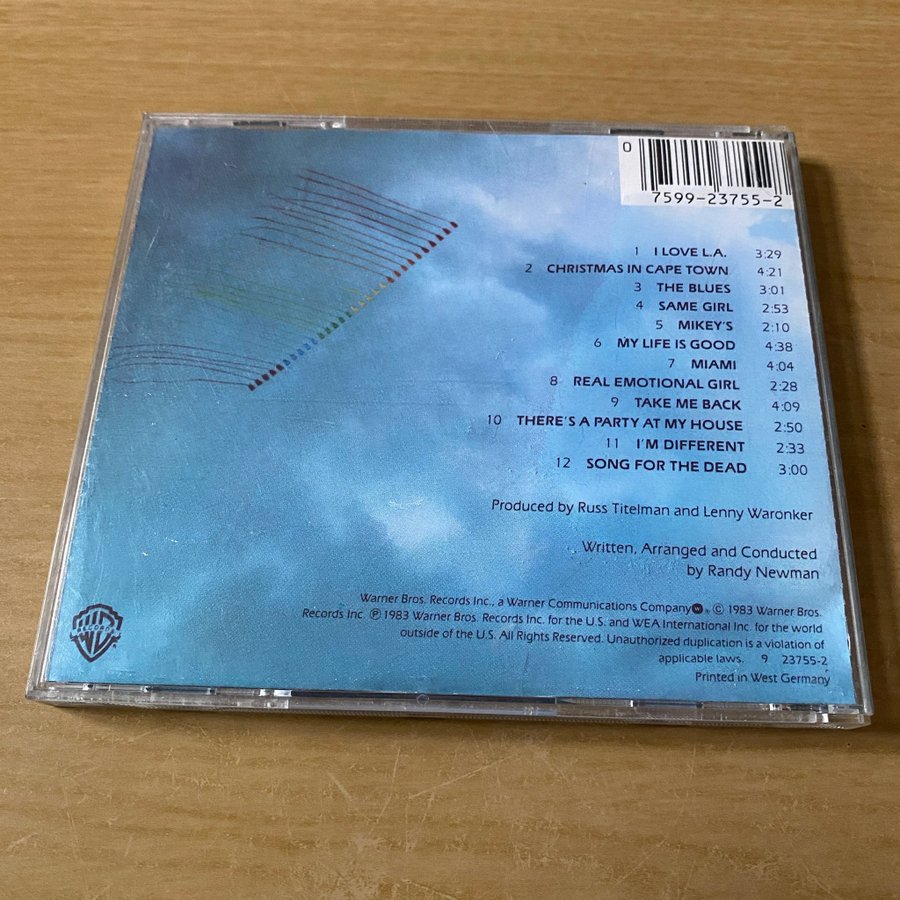 0
7599-23755-2
1 I LOVE L.A. 3:29
2 CHRISTMAS IN CAPE TOWN 4:21
3 THE BLUES 3:01
4 SAME GIRL 2:53
5 MIKEY'S 2:10
6 MY LIFE IS GOOD 4:38
7 MIAMI 4:04
8 REAL EMOTIONAL GIRL 2:28
9 TAKE ME BACK 4:09
10 THERE'S A PARTY AT MY HOUSE 2:50
11 I'M DIFFERENT 2:33
12 SONG FOR THE DEAD 3:00
Produced by Russ Titelman and Lenny Waronker
Written, Arranged and Conducted
by Randy Newman
Warner Bros. Records Inc., a Warner Communications Company ⓦ. © 1983 Warner Bros.
Records Inc. ℗ 1983 Warner Bros. Records Inc. for the U.S. and WEA International Inc. for the world
outside of the U.S. All Rights Reserved. Unauthorized duplication is a violation of
applicable laws. 9 23755-2
Printed in West Germany
WB
RECORDS
®